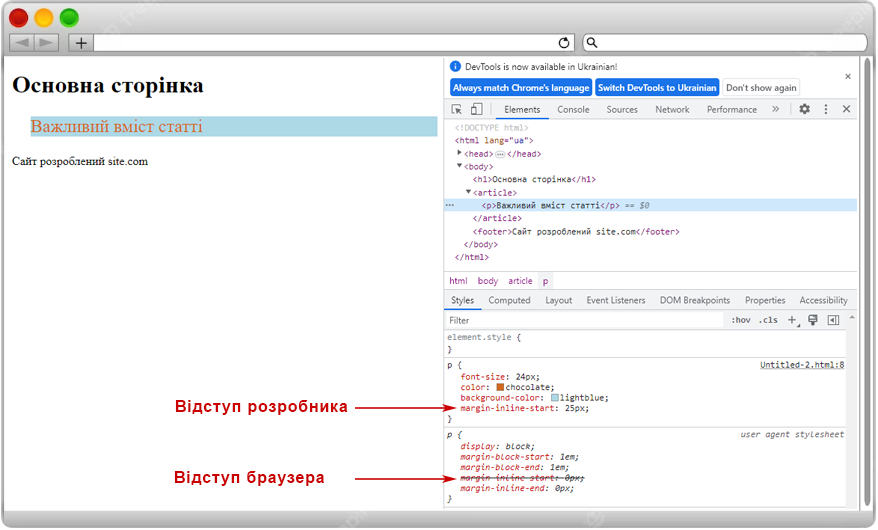 Основна сторінка
Важливий вміст статті
Сайт розроблений site.com
DevTools is now available in Ukrainian!
Always match Chrome's language Switch DevTools to Ukrainian Don't show again
Elements Console Sources Network Performance »
<!DOCTYPE html>
<html lang="ua">
<head>…</head>
<body>
<h1>Основна сторінка</h1>
<article>
<p>Важливий вміст статті</p> == $0
</article>
<footer>Сайт розроблений site.com</footer>
</body>
</html>
html body article p
Styles Computed Layout Event Listeners DOM Breakpoints Properties Accessibility
Filter :hov .cls
element.style {
}
p { Untitled-2.html:8
font-size: 24px;
color: chocolate;
background-color: lightblue;
margin-inline-start: 25px;
}
p { user agent stylesheet
display: block;
margin-block-start: 1em;
margin-block-end: 1em;
margin-inline-start: 0px;
margin-inline-end: 0px;
}
Відступ розробника
Відступ браузера